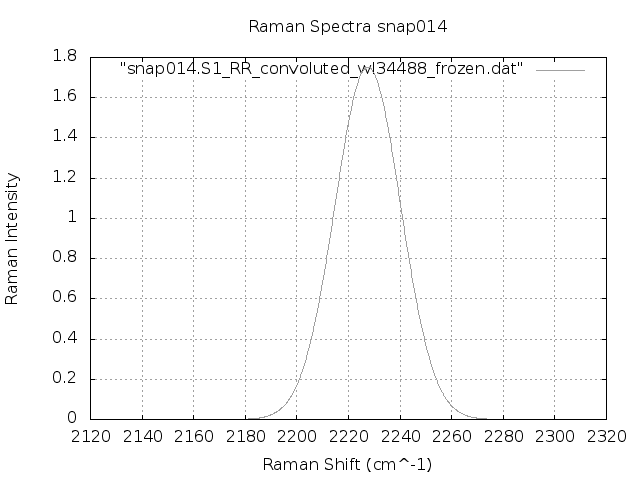 Raman Spectra snap014
"snap014.S1_RR_convoluted_wl34488_frozen.dat"
1.8
1.6
1.4
1.2
1
0.8
0.6
0.4
0.2
0
Raman Intensity
2120 2140 2160 2180 2200 2220 2240 2260 2280 2300 2320
Raman Shift (cm^-1)